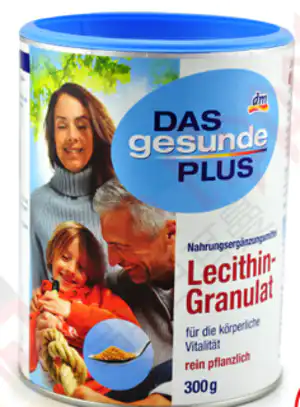 dm
DAS
gesunde
PLUS
Nahrungsergänzungsmittel
Lecithin-
Granulat
für die körperliche
Vitalität
rein pflanzlich
300g